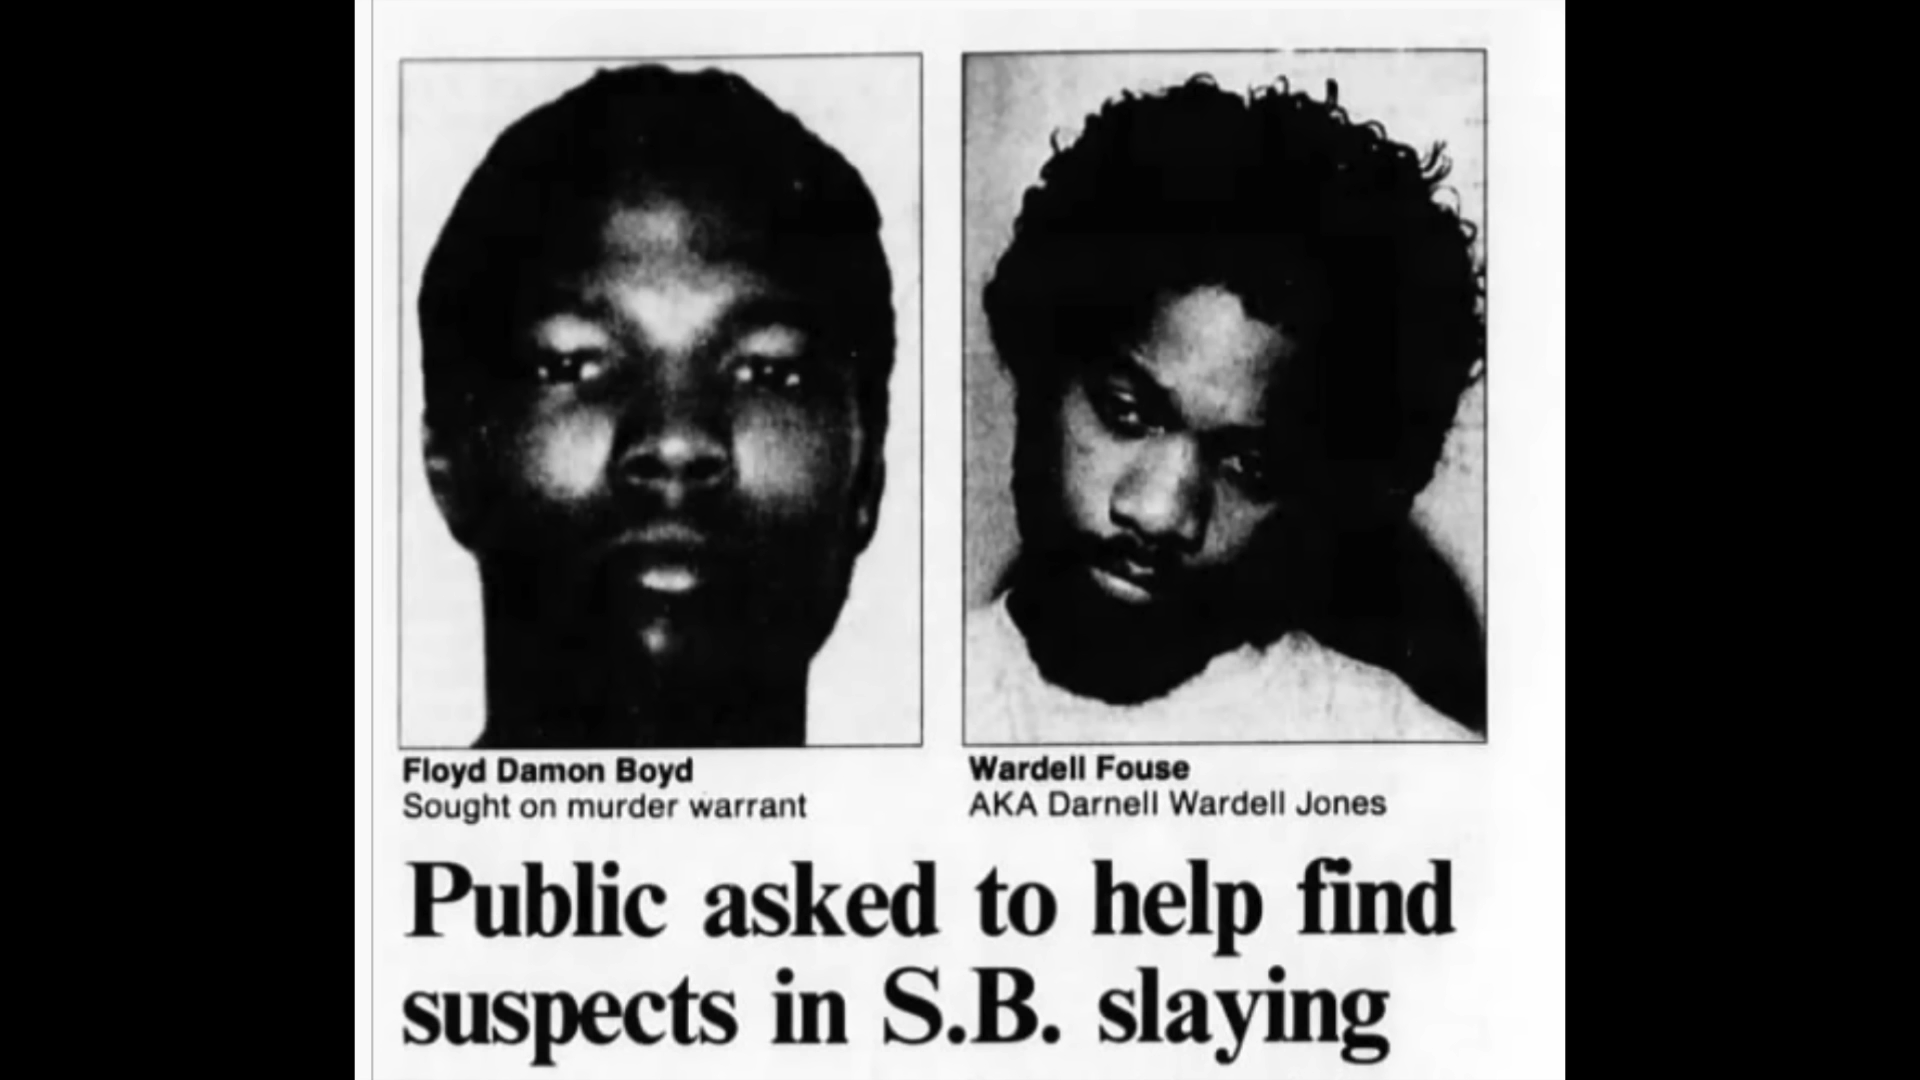 Floyd Damon Boyd
Sought on murder warrant
Wardell Fouse
AKA Darnell Wardell Jones
Public asked to help find
suspects in S.B. slaying